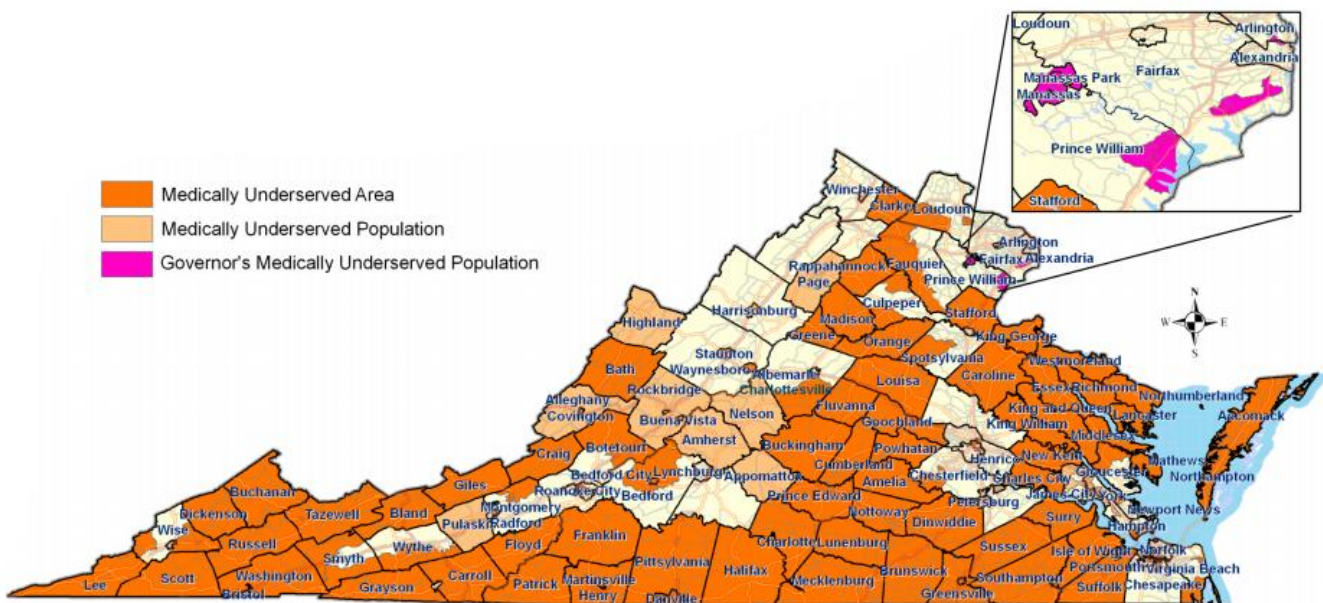 Loudoun
Arlington
Alexandria
Fairfax
Manassas Park
Manassas
Prince William
Stafford
Medically Underserved Area
Medically Underserved Population
Governor's Medically Underserved Population
Winchester
Clarke
Loudoun
Arlington
Fairfax
Alexandria
Rappahannock
Fauquier
Page
Prince William
Culpeper
N
W
E
S
Harrisonburg
Stafford
Highland
Madison
Greene
King George
Orange
Staunton
Spotsylvania
Westmoreland
Bath
Waynesboro
Albemarle
Caroline
Essex
Richmond
Rockbridge
Charlottesville
Louisa
Northumberland
Alleghany
Nelson
Fluvanna
King and Queen
Lancaster
Accomack
Covington
Buena Vista
Goochland
King William
Middlesex
Amherst
Buckingham
Powhatan
Henrico
New Kent
Craig
Botetourt
Cumberland
Mathews
Bedford City
Lynchburg
Chesterfield
Charles City
Gloucester
Northampton
Giles
Roanoke City
Bedford
Appomattox
Amelia
James City
York
Buchanan
Montgomery
Prince Edward
Petersburg
Newport News
Dickenson
Tazewell
Bland
Pulaski
Radford
Nottoway
Dinwiddie
Surry
Hampton
Wise
Russell
Smyth
Wythe
Floyd
Franklin
Charlotte
Lunenburg
Sussex
Isle of Wight
Norfolk
Lee
Scott
Washington
Bristol
Grayson
Carroll
Patrick
Martinsville
Henry
Pittsylvania
Danville
Halifax
Mecklenburg
Brunswick
Greensville
Southampton
Portsmouth
Virginia Beach
Suffolk
Chesapeake